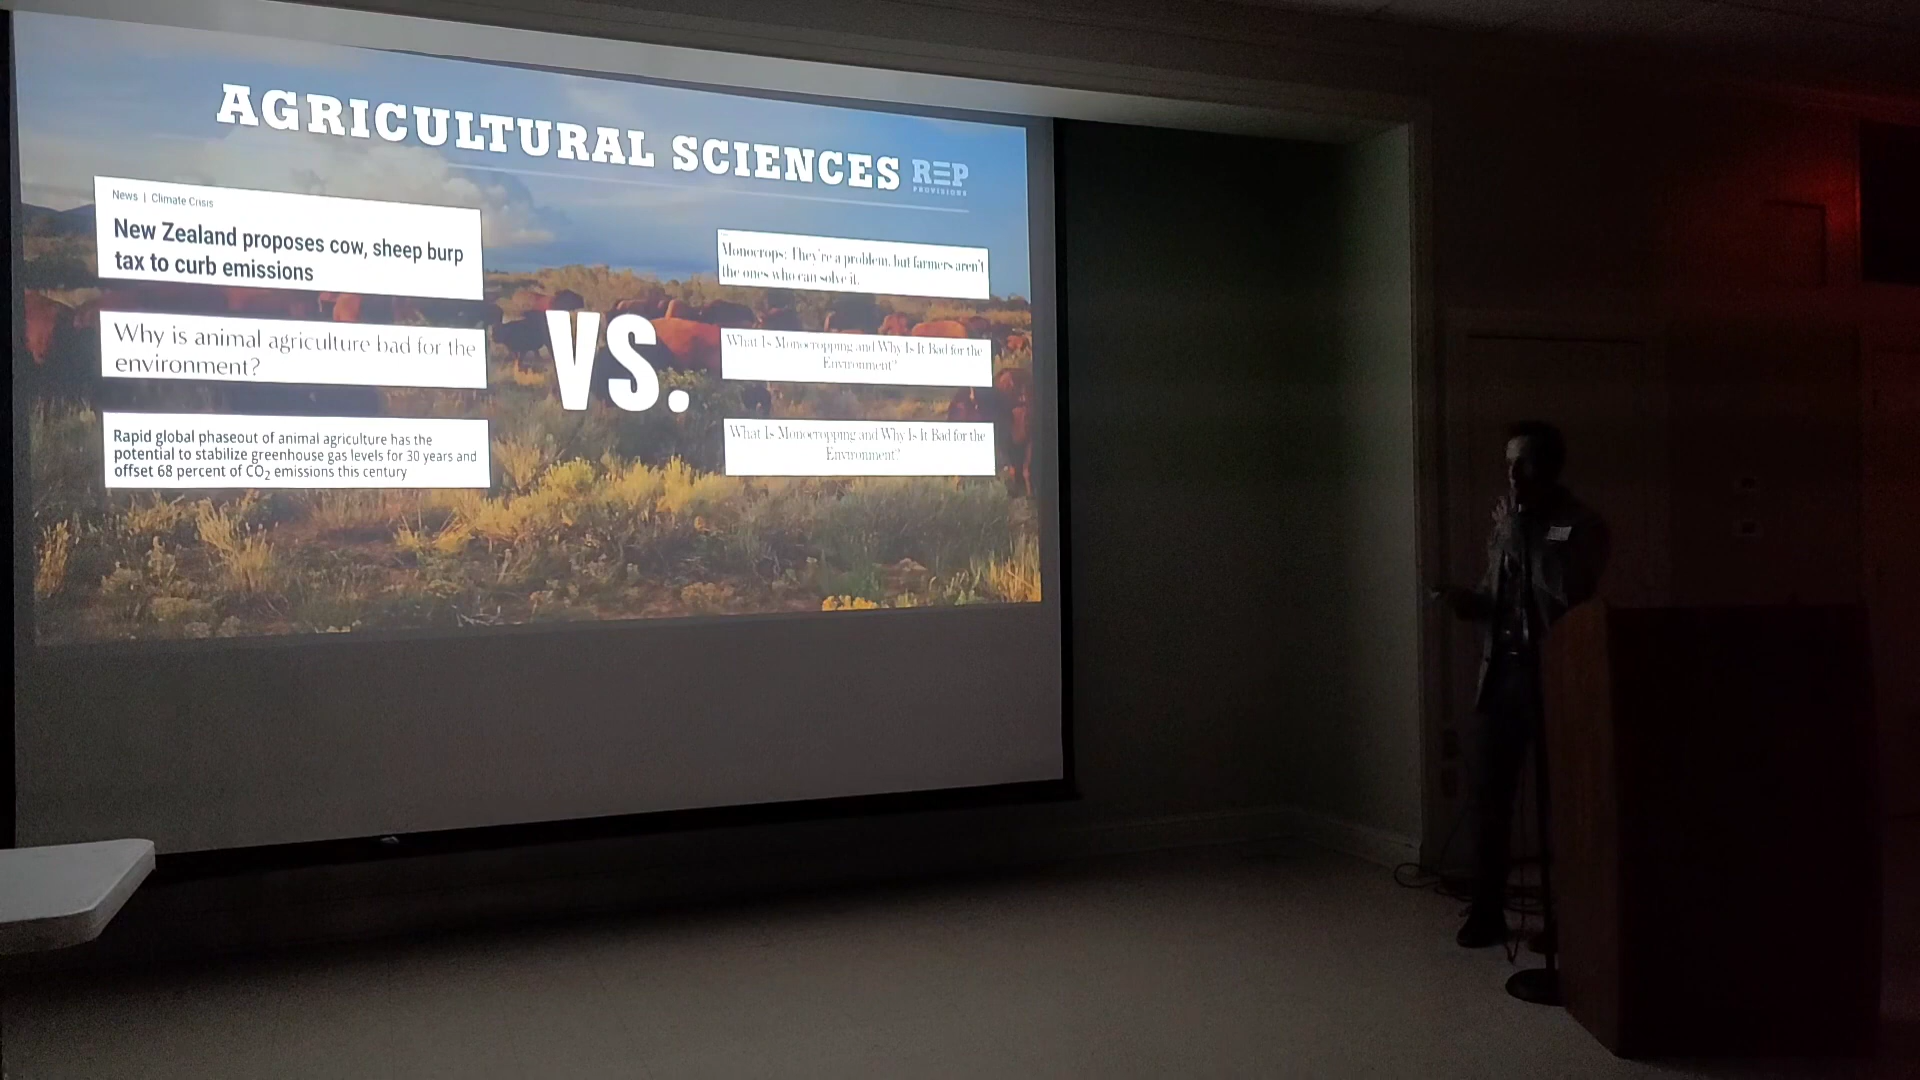 AGRICULTURAL SCIENCES
REP
PROVISIONS
News | Climate Crisis
New Zealand proposes cow, sheep burp
tax to curb emissions
Why is animal agriculture bad for the
environment?
Rapid global phaseout of animal agriculture has the
potential to stabilize greenhouse gas levels for 30 years and
offset 68 percent of CO₂ emissions this century
VS.
Monocrops: They're a problem, but farmers aren't
the ones who can solve it.
What Is Monocropping and Why Is It Bad for the
Environment?
What Is Monocropping and Why Is It Bad for the
Environment?